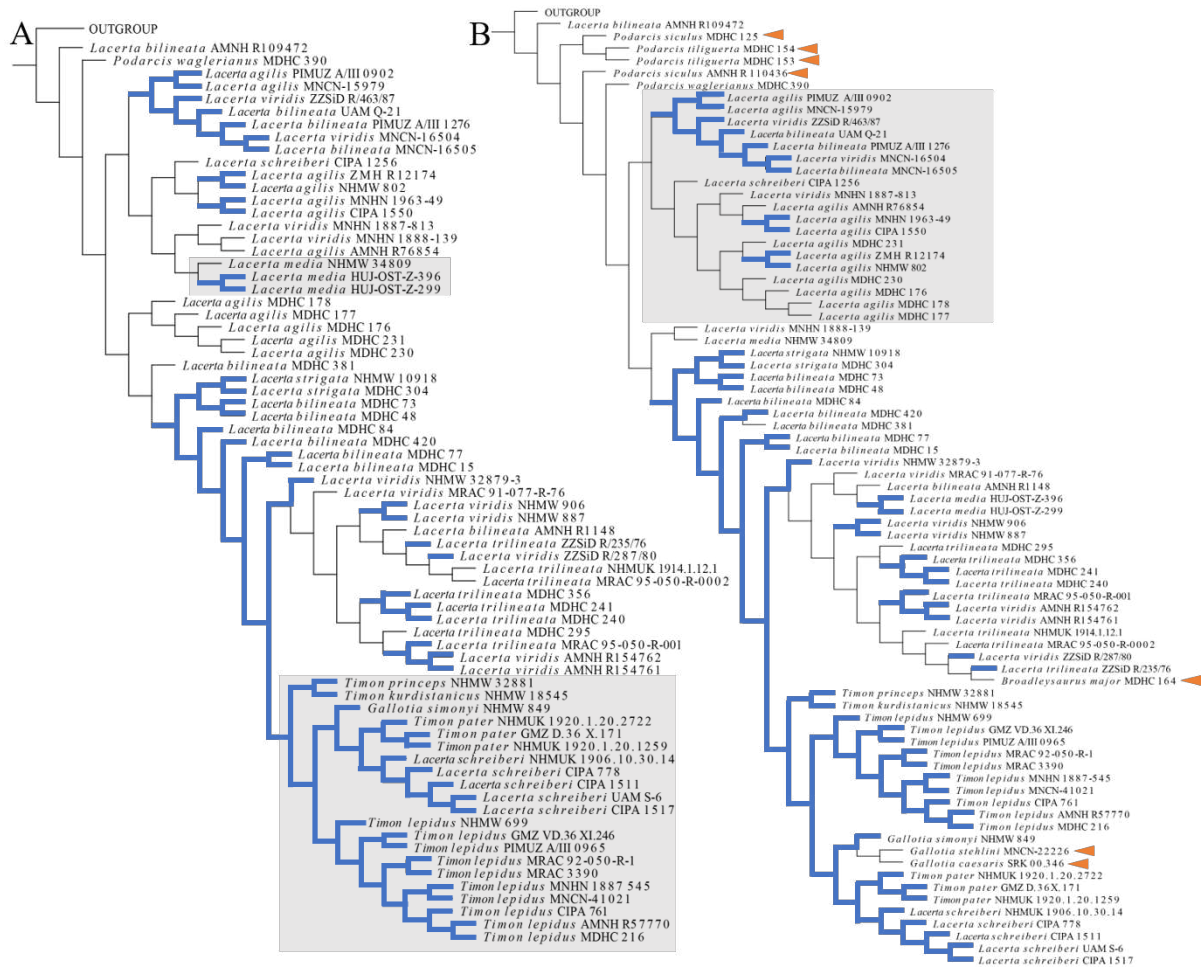 A
OUTGROUP
Lacerta bilineata AMNH R109472
Podarcis waglerianus MDHC 390
Lacerta agilis PIMUZ A/III 0902
Lacerta agilis MNCN-15979
Lacerta viridis ZZSiD R/463/87
Lacerta bilineata UAM Q-21
Lacerta bilineata PIMUZ A/III 1276
Lacerta viridis MNCN-16504
Lacerta bilineata MNCN-16505
Lacerta schreiberi CIPA 1256
Lacerta agilis ZMH R12174
Lacerta agilis NHMW 802
Lacerta agilis MNHN 1963-49
Lacerta agilis CIPA 1550
Lacerta viridis MNHN 1887-813
Lacerta viridis MNHN 1888-139
Lacerta agilis AMNH R76854
Lacerta media NHMW 34809
Lacerta media HUJ-OST-Z-396
Lacerta media HUJ-OST-Z-299
Lacerta agilis MDHC 178
Lacerta agilis MDHC 177
Lacerta agilis MDHC 176
Lacerta agilis MDHC 231
Lacerta agilis MDHC 230
Lacerta bilineata MDHC 381
Lacerta strigata NHMW 10918
Lacerta strigata MDHC 304
Lacerta bilineata MDHC 73
Lacerta bilineata MDHC 48
Lacerta bilineata MDHC 84
Lacerta bilineata MDHC 420
Lacerta bilineata MDHC 77
Lacerta bilineata MDHC 15
Lacerta viridis NHMW 32879-3
Lacerta viridis MRAC 91-077-R-76
Lacerta viridis NHMW 906
Lacerta viridis NHMW 887
Lacerta bilineata AMNH R1148
Lacerta trilineata ZZSiD R/235/76
Lacerta viridis ZZSiD R/287/80
Lacerta trilineata NHMUK 1914.1.12.1
Lacerta trilineata MRAC 95-050-R-0002
Lacerta trilineata MDHC 356
Lacerta trilineata MDHC 241
Lacerta trilineata MDHC 240
Lacerta trilineata MDHC 295
Lacerta trilineata MRAC 95-050-R-001
Lacerta viridis AMNH R154762
Lacerta viridis AMNH R154761
Timon princeps NHMW 32881
Timon kurdistanicus NHMW 18545
Gallotia simonyi NHMW 849
Timon pater NHMUK 1920.1.20.2722
Timon pater GMZ D.36 X.171
Timon pater NHMUK 1920.1.20.1259
Lacerta schreiberi NHMUK 1906.10.30.14
Lacerta schreiberi CIPA 778
Lacerta schreiberi CIPA 1511
Lacerta schreiberi UAM S-6
Lacerta schreiberi CIPA 1517
Timon lepidus NHMW 699
Timon lepidus GMZ VD.36 XI.246
Timon lepidus PIMUZ A/III 0965
Timon lepidus MRAC 92-050-R-1
Timon lepidus MRAC 3390
Timon lepidus MNHN 1887 545
Timon lepidus MNCN-41021
Timon lepidus CIPA 761
Timon lepidus AMNH R57770
Timon lepidus MDHC 216
B
OUTGROUP
Lacerta bilineata AMNH R109472
Podarcis siculus MDHC 125
Podarcis tiliguerta MDHC 154
Podarcis tiliguerta MDHC 153
Podarcis siculus AMNH R 110436
Podarcis waglerianus MDHC 390
Lacerta agilis PIMUZ A/III 0902
Lacerta agilis MNCN-15979
Lacerta viridis ZZSiD R/463/87
Lacerta bilineata UAM Q-21
Lacerta bilineata PIMUZ A/III 1276
Lacerta viridis MNCN-16504
Lacerta bilineata MNCN-16505
Lacerta schreiberi CIPA 1256
Lacerta viridis MNHN 1887-813
Lacerta agilis AMNH R76854
Lacerta agilis MNHN 1963-49
Lacerta agilis CIPA 1550
Lacerta agilis MDHC 231
Lacerta agilis ZMH R12174
Lacerta agilis NHMW 802
Lacerta agilis MDHC 230
Lacerta agilis MDHC 176
Lacerta agilis MDHC 178
Lacerta agilis MDHC 177
Lacerta viridis MNHN 1888-139
Lacerta media NHMW 34809
Lacerta strigata NHMW 10918
Lacerta strigata MDHC 304
Lacerta bilineata MDHC 73
Lacerta bilineata MDHC 48
Lacerta bilineata MDHC 84
Lacerta bilineata MDHC 420
Lacerta bilineata MDHC 381
Lacerta bilineata MDHC 77
Lacerta bilineata MDHC 15
Lacerta viridis NHMW 32879-3
Lacerta viridis MRAC 91-077-R-76
Lacerta bilineata AMNH R1148
Lacerta media HUJ-OST-Z-396
Lacerta media HUJ-OST-Z-299
Lacerta viridis NHMW 906
Lacerta viridis NHMW 887
Lacerta trilineata MDHC 295
Lacerta trilineata MDHC 356
Lacerta trilineata MDHC 241
Lacerta trilineata MDHC 240
Lacerta trilineata MRAC 95-050-R-001
Lacerta viridis AMNH R154762
Lacerta viridis AMNH R154761
Lacerta trilineata NHMUK 1914.1.12.1
Lacerta trilineata MRAC 95-050-R-0002
Lacerta viridis ZZSiD R/287/80
Lacerta trilineata ZZSiD R/235/76
Broadleysaurus major MDHC 164
Timon princeps NHMW 32881
Timon kurdistanicus NHMW 18545
Timon lepidus NHMW 699
Timon lepidus GMZ VD.36 XI.246
Timon lepidus PIMUZ A/III 0965
Timon lepidus MRAC 92-050-R-1
Timon lepidus MRAC 3390
Timon lepidus MNHN 1887-545
Timon lepidus MNCN-41021
Timon lepidus CIPA 761
Timon lepidus AMNH R57770
Timon lepidus MDHC 216
Gallotia simonyi NHMW 849
Gallotia stehlini MNCN-22226
Gallotia caesaris SRK 00.346
Timon pater NHMUK 1920.1.20.2722
Timon pater GMZ D.36X.171
Timon pater NHMUK 1920.1.20.1259
Lacerta schreiberi NHMUK 1906.10.30.14
Lacerta schreiberi CIPA 778
Lacerta schreiberi CIPA 1511
Lacerta schreiberi UAM S-6
Lacerta schreiberi CIPA 1517